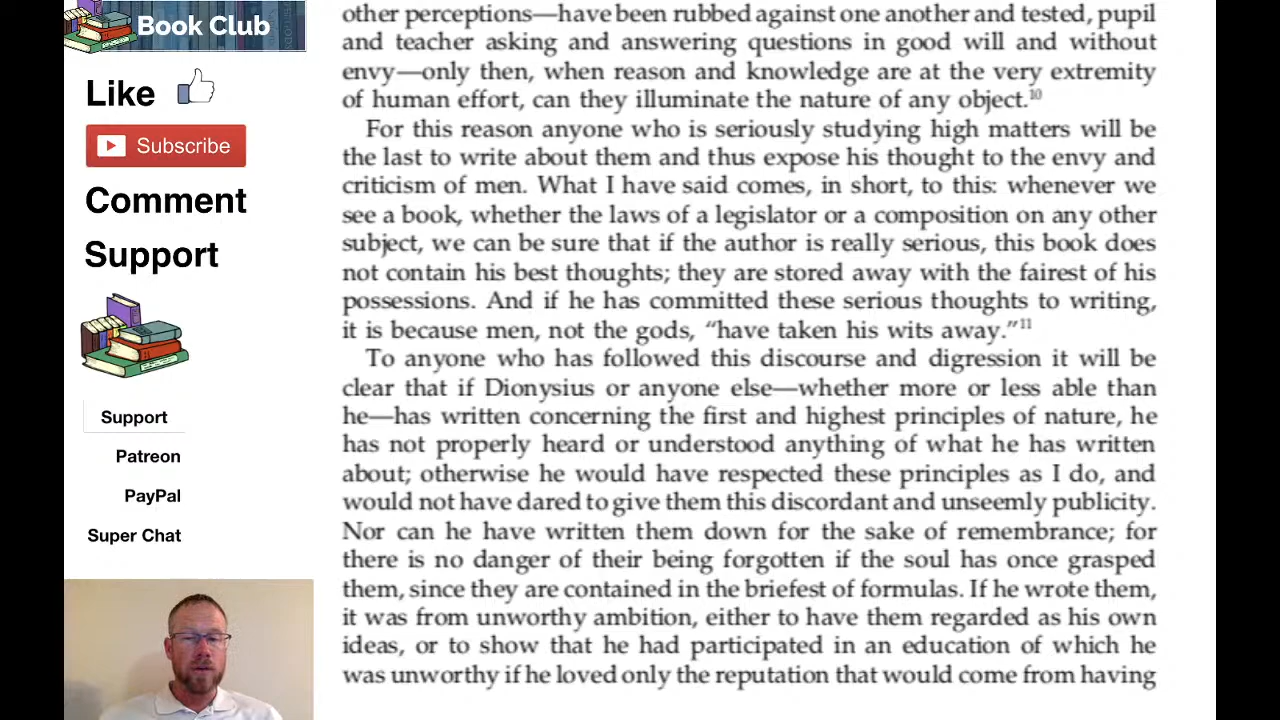 Book Club
Like
Subscribe
Comment
Support
Support
Patreon
PayPal
Super Chat
other perceptions—have been rubbed against one another and tested, pupil
and teacher asking and answering questions in good will and without
envy—only then, when reason and knowledge are at the very extremity
of human effort, can they illuminate the nature of any object.¹⁰
For this reason anyone who is seriously studying high matters will be
the last to write about them and thus expose his thought to the envy and
criticism of men. What I have said comes, in short, to this: whenever we
see a book, whether the laws of a legislator or a composition on any other
subject, we can be sure that if the author is really serious, this book does
not contain his best thoughts; they are stored away with the fairest of his
possessions. And if he has committed these serious thoughts to writing,
it is because men, not the gods, “have taken his wits away.”¹¹
To anyone who has followed this discourse and digression it will be
clear that if Dionysius or anyone else—whether more or less able than
he—has written concerning the first and highest principles of nature, he
has not properly heard or understood anything of what he has written
about; otherwise he would have respected these principles as I do, and
would not have dared to give them this discordant and unseemly publicity.
Nor can he have written them down for the sake of remembrance; for
there is no danger of their being forgotten if the soul has once grasped
them, since they are contained in the briefest of formulas. If he wrote them,
it was from unworthy ambition, either to have them regarded as his own
ideas, or to show that he had participated in an education of which he
was unworthy if he loved only the reputation that would come from having